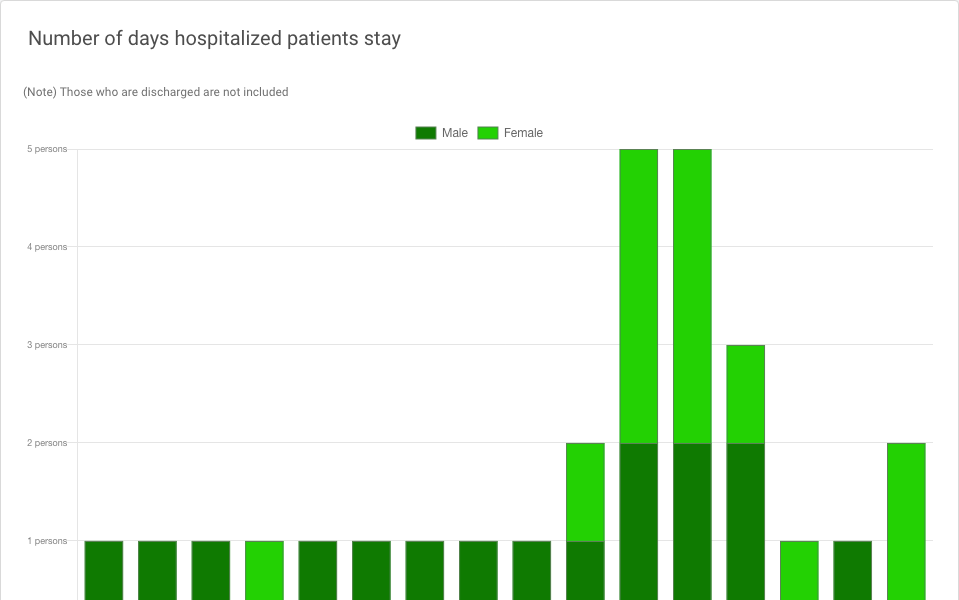 Number of days hospitalized patients stay
(Note) Those who are discharged are not included
Male Female
5 persons
4 persons
3 persons
2 persons
1 persons